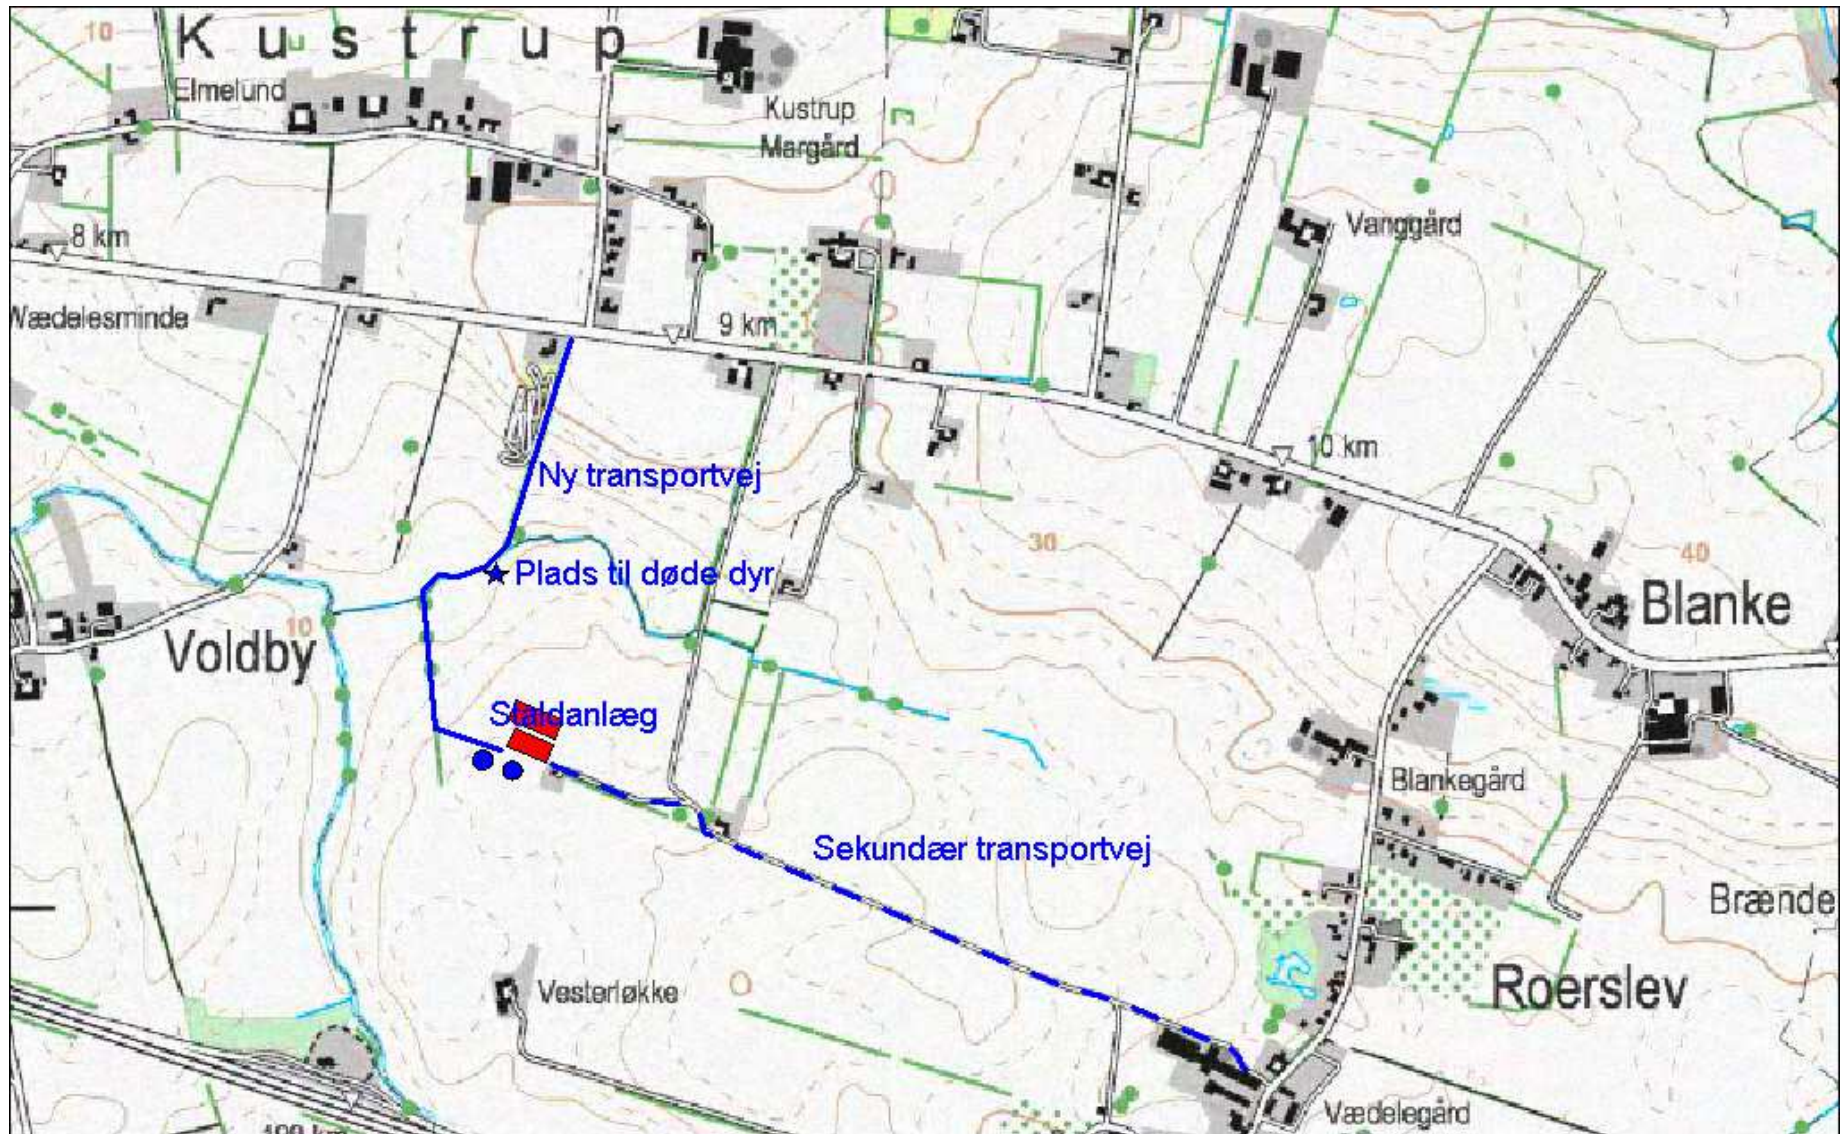 Kustrup
10
Elmelund
Kustrup
Margård
8 km
Vanggård
Wædelesminde
9 km
10 km
Ny transportvej
30
40
Plads til døde dyr
Blanke
10
Voldby
Staldanlæg
Blankegård
Sekundær transportvej
Brænde
Vesterløkke
Roerslev
Vædelegård